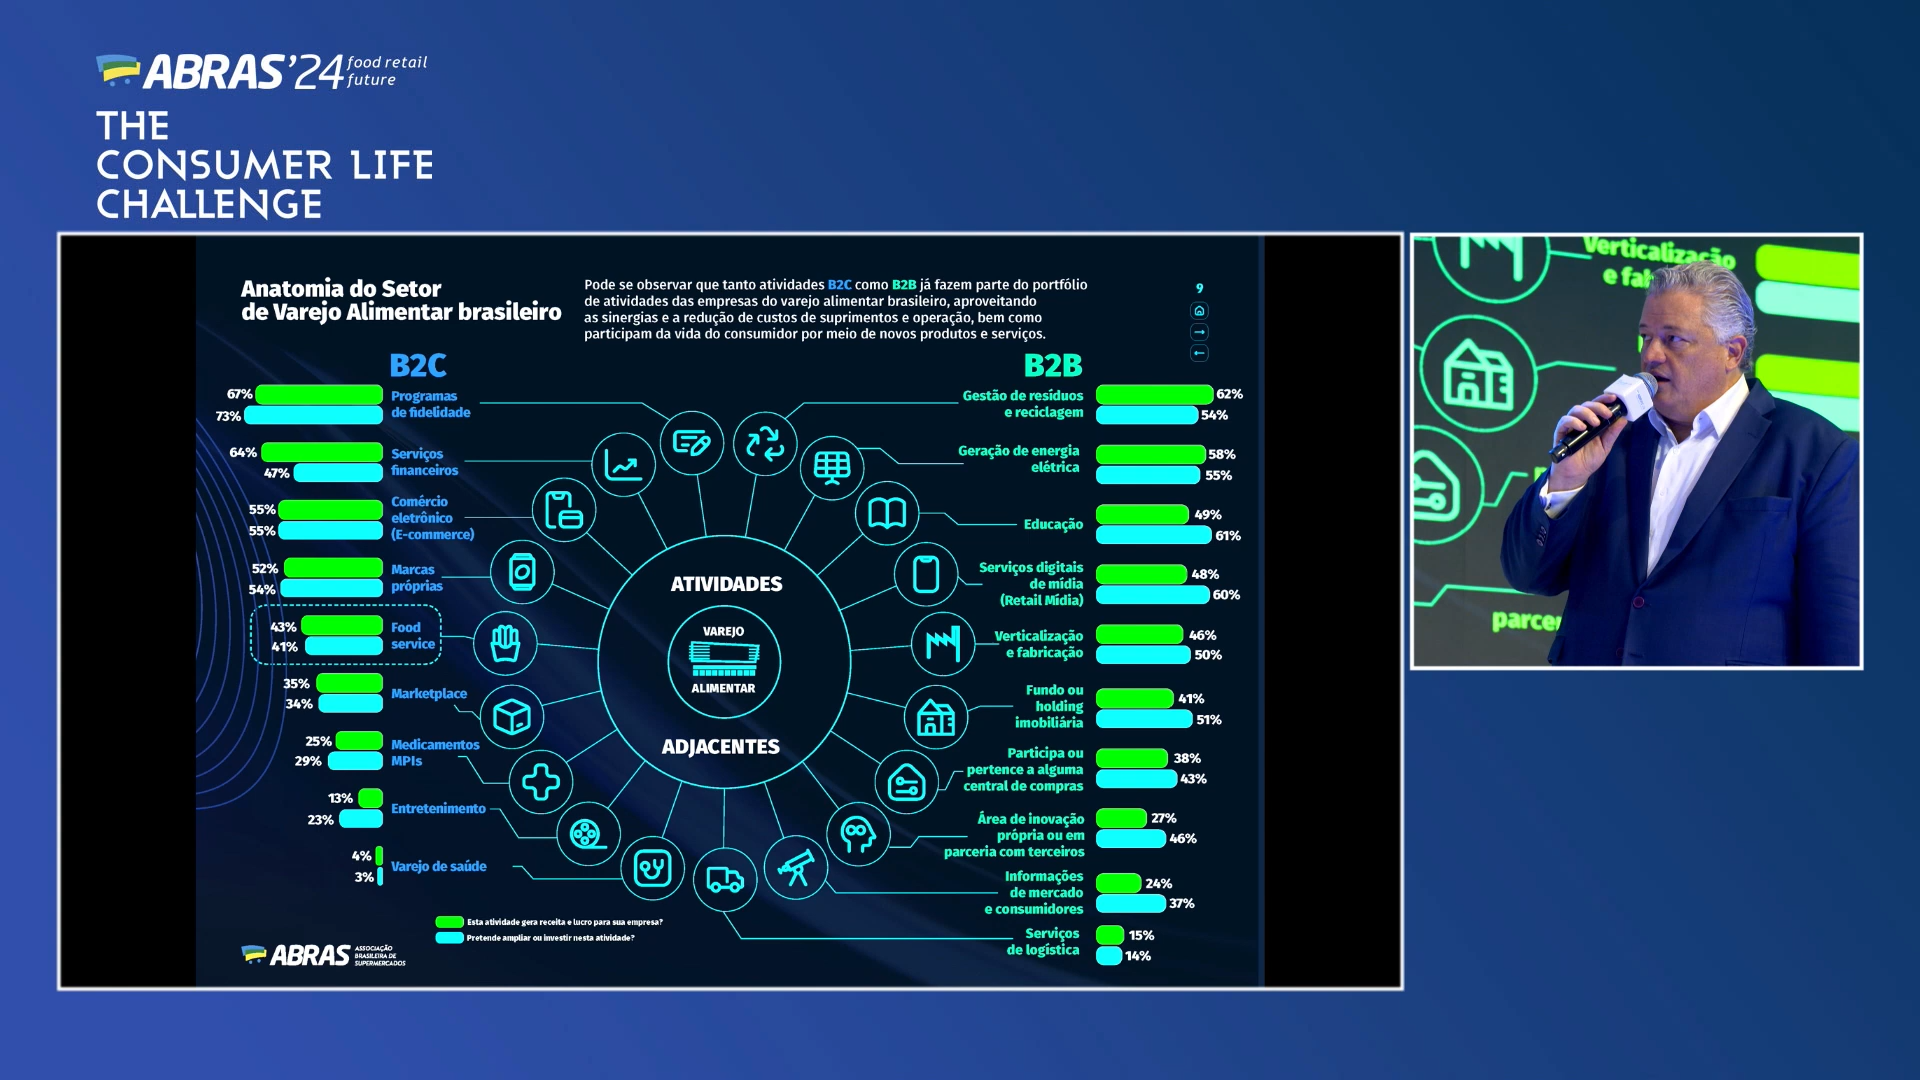 ABRAS'24 food retail
future
THE
CONSUMER LIFE
CHALLENGE
Anatomia do Setor
de Varejo Alimentar brasileiro
Pode se observar que tanto atividades B2C como B2B já fazem parte do portfólio
de atividades das empresas do varejo alimentar brasileiro, aproveitando
as sinergias e a redução de custos de suprimentos e operação, bem como
participam da vida do consumidor por meio de novos produtos e serviços.
9
B2C
67%
73%
Programas
de fidelidade
64%
47%
Serviços
financeiros
55%
55%
Comércio
eletrônico
(E-commerce)
52%
54%
Marcas
próprias
43%
41%
Food
service
35%
34%
Marketplace
25%
29%
Medicamentos
MPIs
13%
23%
Entretenimento
4%
3%
Varejo de saúde
ATIVIDADES
VAREJO
ALIMENTAR
ADJACENTES
B2B
Gestão de resíduos
e reciclagem
62%
54%
Geração de energia
elétrica
58%
55%
Educação
49%
61%
Serviços digitais
de mídia
(Retail Mídia)
48%
60%
Verticalização
e fabricação
46%
50%
Fundo ou
holding
imobiliária
41%
51%
Participa ou
pertence a alguma
central de compras
38%
43%
Área de inovação
própria ou em
parceria com terceiros
27%
46%
Informações
de mercado
e consumidores
24%
37%
Serviços
de logística
15%
14%
Esta atividade gera receita e lucro para sua empresa?
Pretende ampliar ou investir nesta atividade?
ABRAS ASSOCIAÇÃO
BRASILEIRA DE
SUPERMERCADOS
Verticalização
e fab
parcer